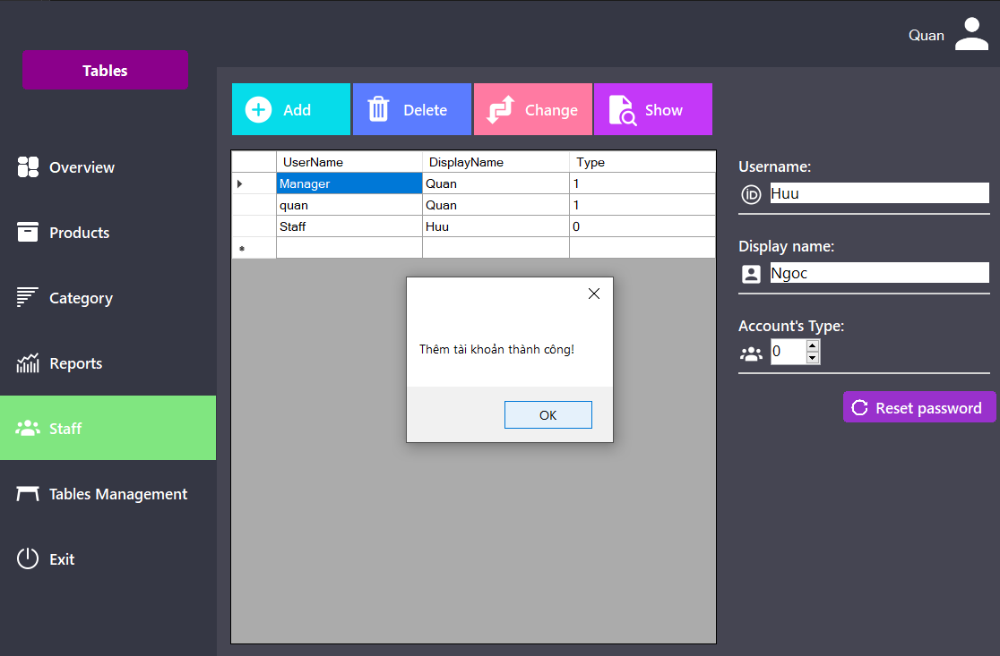 Quan
Tables
Add
Delete
Change
Show
Overview
Products
Category
Reports
Staff
Tables Management
Exit
UserName DisplayName Type
Manager Quan 1
quan Quan 1
Staff Huu 0
Thêm tài khoản thành công!
OK
Username:
iD
Huu
Display name:
Ngoc
Account's Type:
0
Reset password